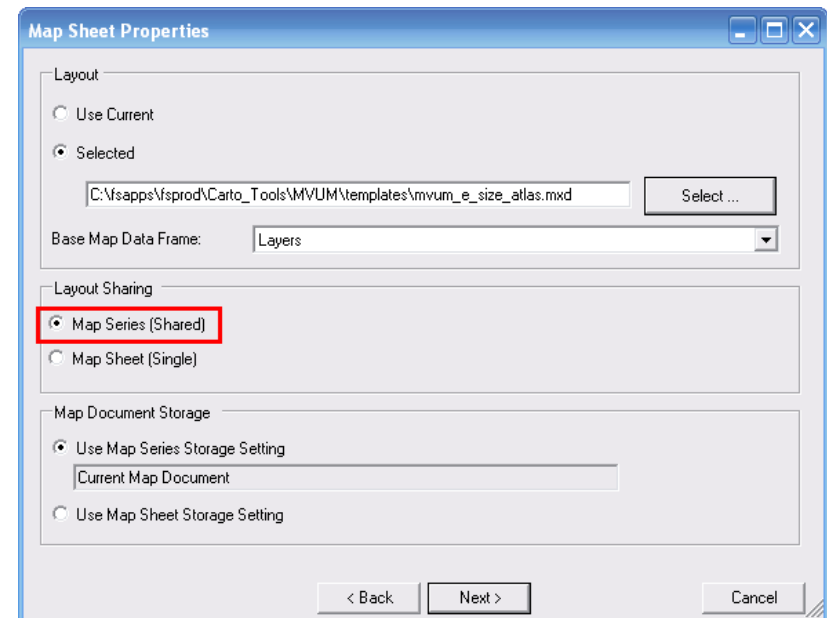 Map Sheet Properties
Layout
Use Current
Selected
C:\fsapps\fsprod\Carto_Tools\MVUM\templates\mvum_e_size_atlas.mxd Select ...
Base Map Data Frame: Layers
Layout Sharing
Map Series (Shared)
Map Sheet (Single)
Map Document Storage
Use Map Series Storage Setting
Current Map Document
Use Map Sheet Storage Setting
< Back Next > Cancel